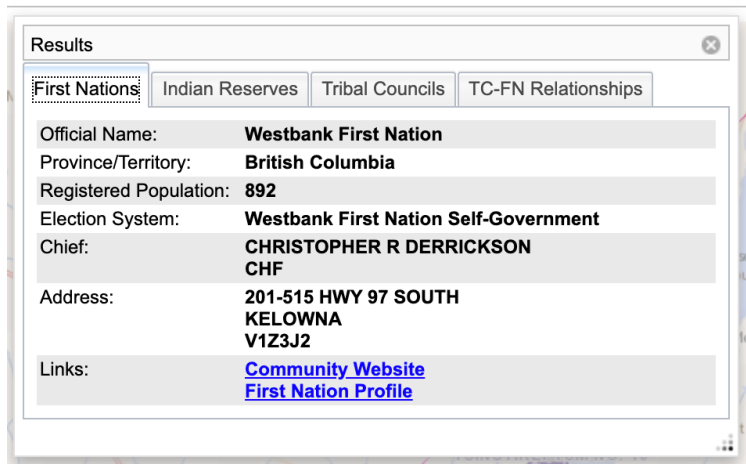 Results
First Nations Indian Reserves Tribal Councils TC-FN Relationships
Official Name: Westbank First Nation
Province/Territory: British Columbia
Registered Population: 892
Election System: Westbank First Nation Self-Government
Chief: CHRISTOPHER R DERRICKSON
CHF
Address: 201-515 HWY 97 SOUTH
KELOWNA
V1Z3J2
Links: Community Website
First Nation Profile